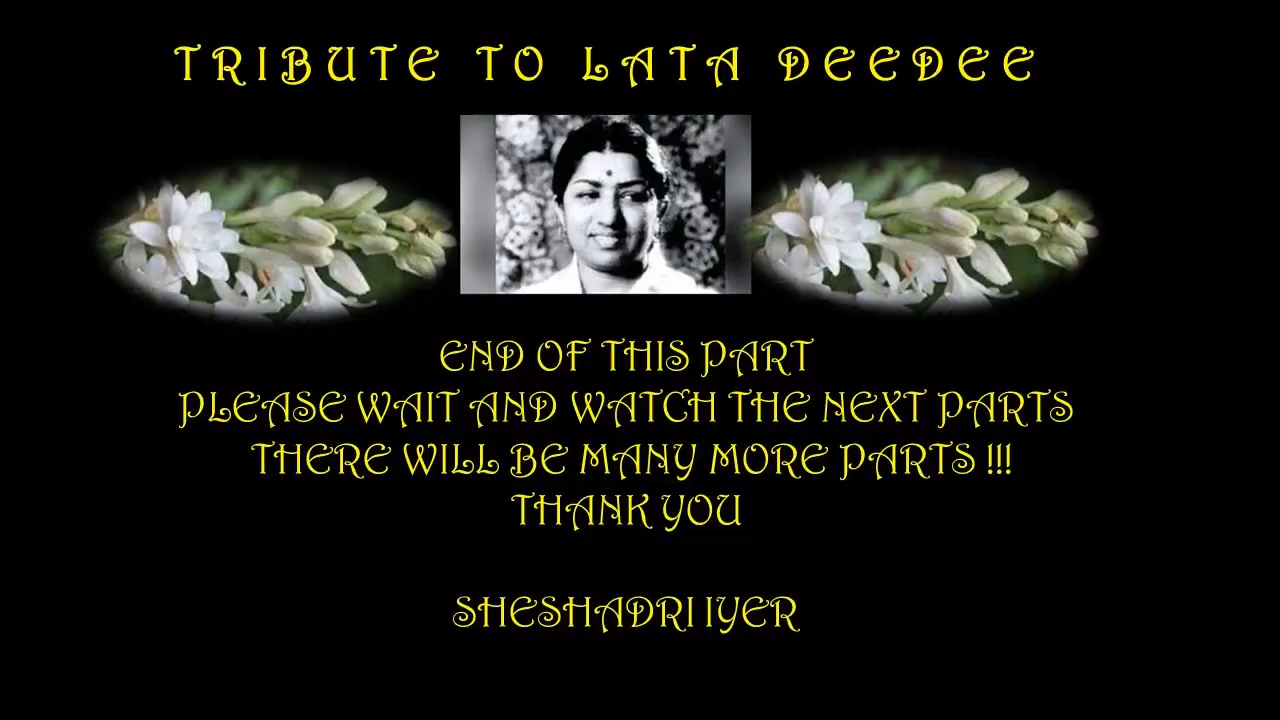 TRIBUTE TO LATA DEEDEE
END OF THIS PART
PLEASE WAIT AND WATCH THE NEXT PARTS
THERE WILL BE MANY MORE PARTS !!!
THANK YOU
SHESHADRI IYER